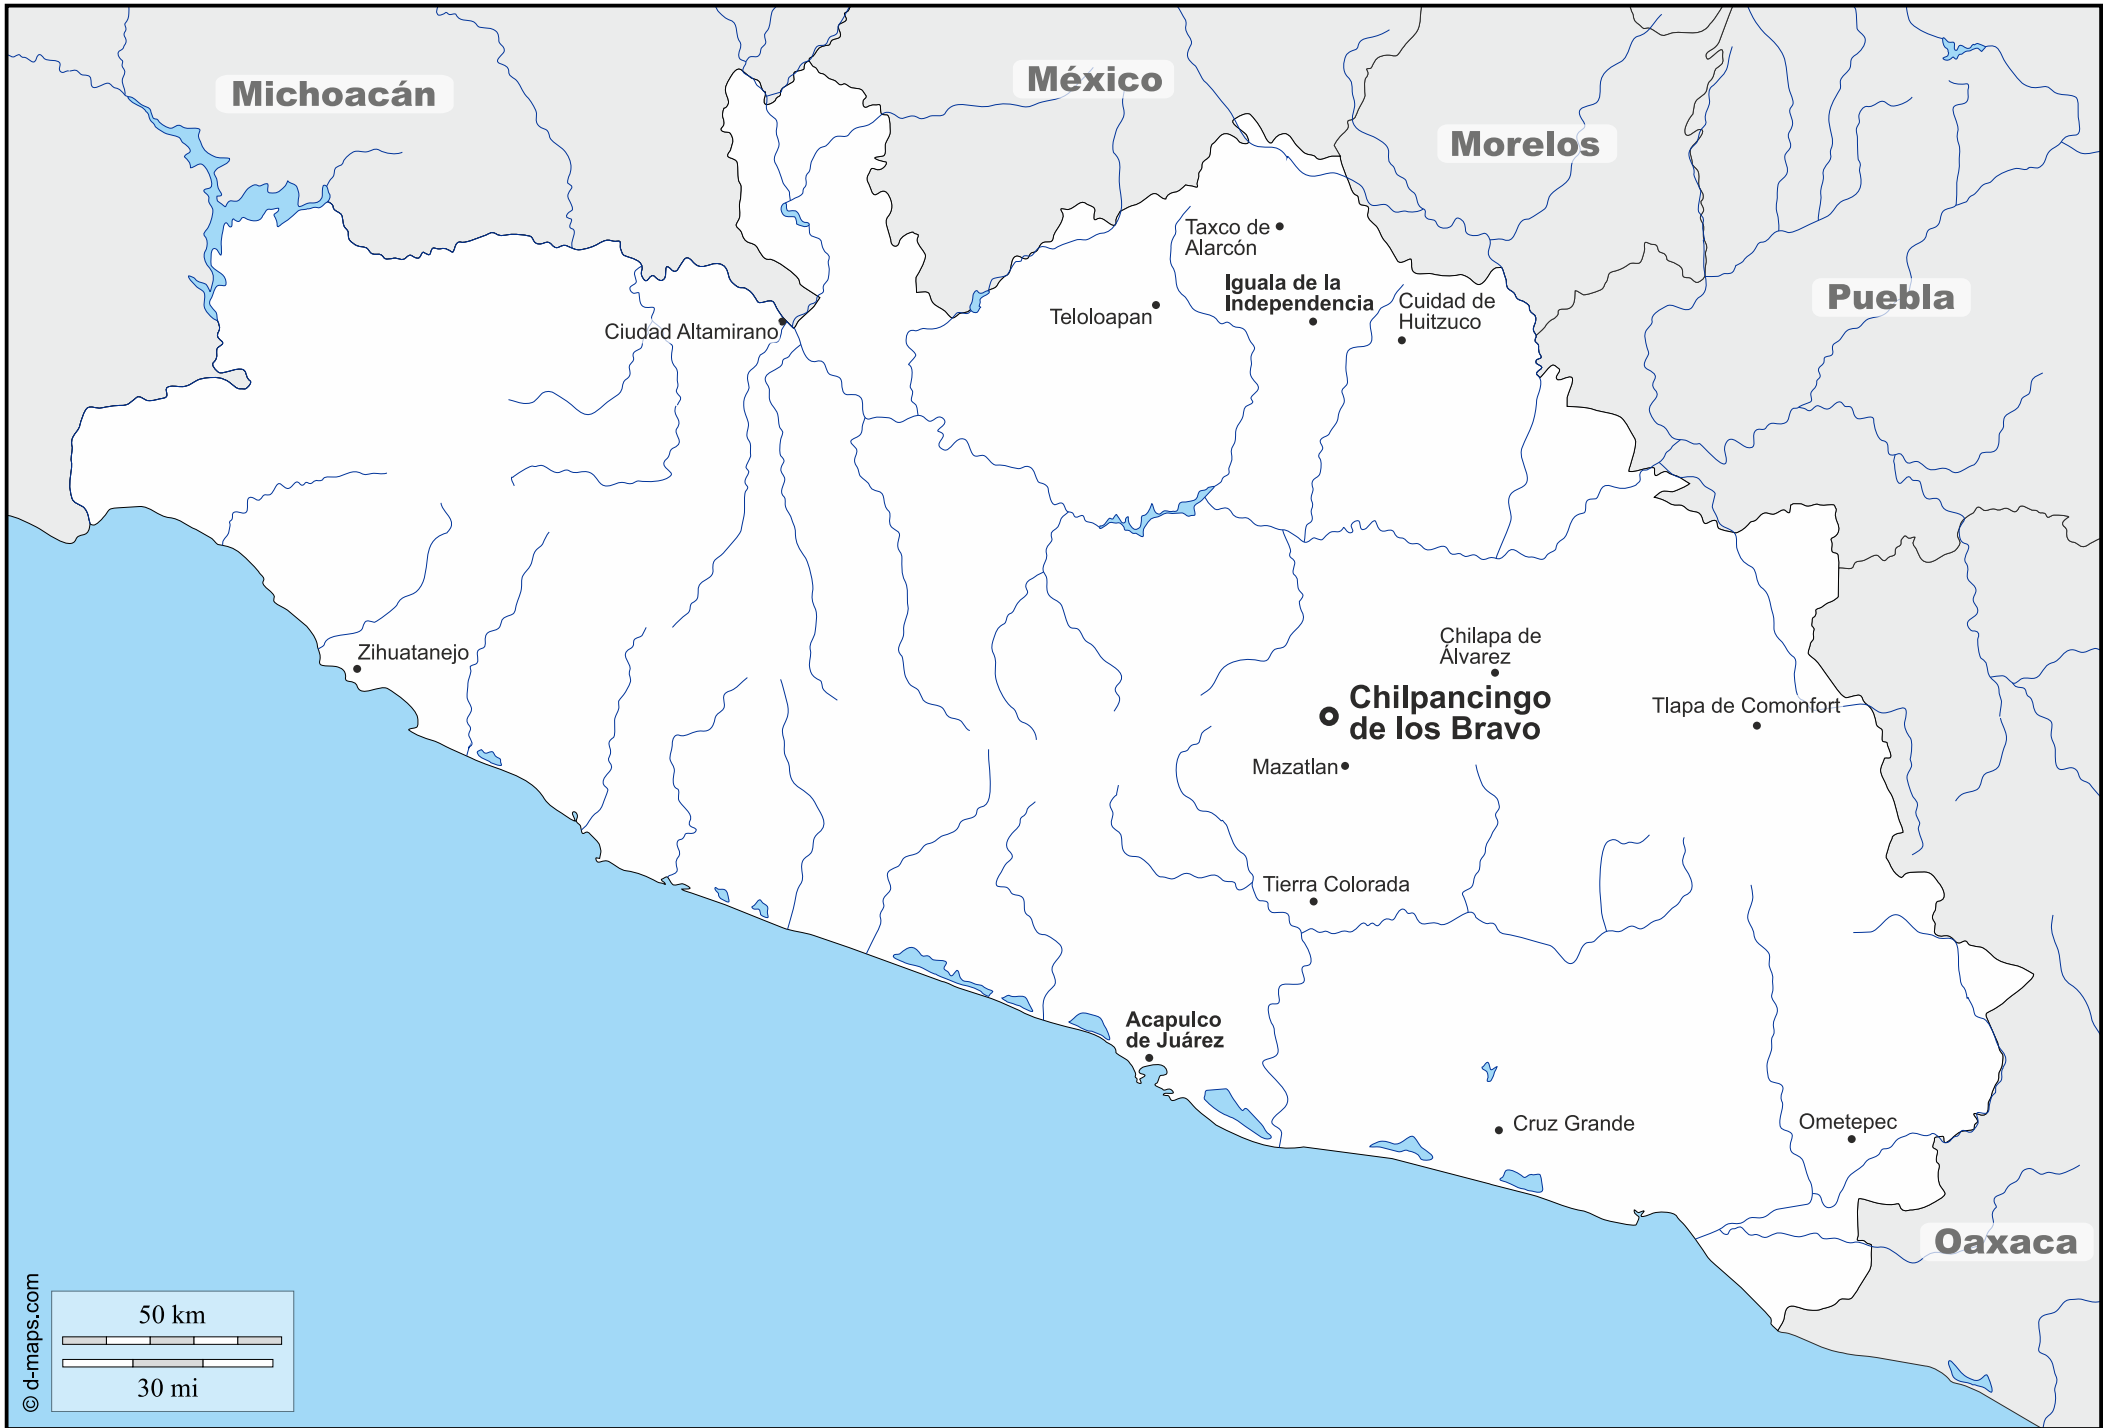 Michoacán
México
Morelos
Taxco de
Alarcón
Iguala de la
Independencia
Cuidad de
Huitzuco
Puebla
Teloloapan
Ciudad Altamirano
Chilapa de
Álvarez
Zihuatanejo
Chilpancingo
de los Bravo
Tlapa de Comonfort
Mazatlan
Tierra Colorada
Acapulco
de Juárez
Cruz Grande
Ometepec
Oaxaca
50 km
30 mi
© d-maps.com